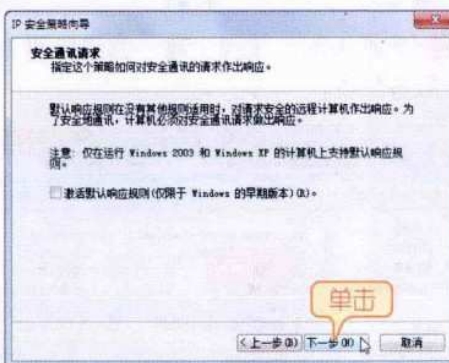 IP 安全策略向导
安全通讯请求
指定这个策略如何对安全通讯的请求作出响应。
默认响应规则在没有其他规则适用时，对请求安全的远程计算机作出响应。为
了安全地通讯，计算机必须对安全通讯请求做出响应。
注意: 仅在运行 Windows 2003 和 Windows XP 的计算机上支持默认响应规
则。
激活默认响应规则(仅限于 Windows 的早期版本)(R)。
单击
< 上一步(B) 下一步(N) > 取消